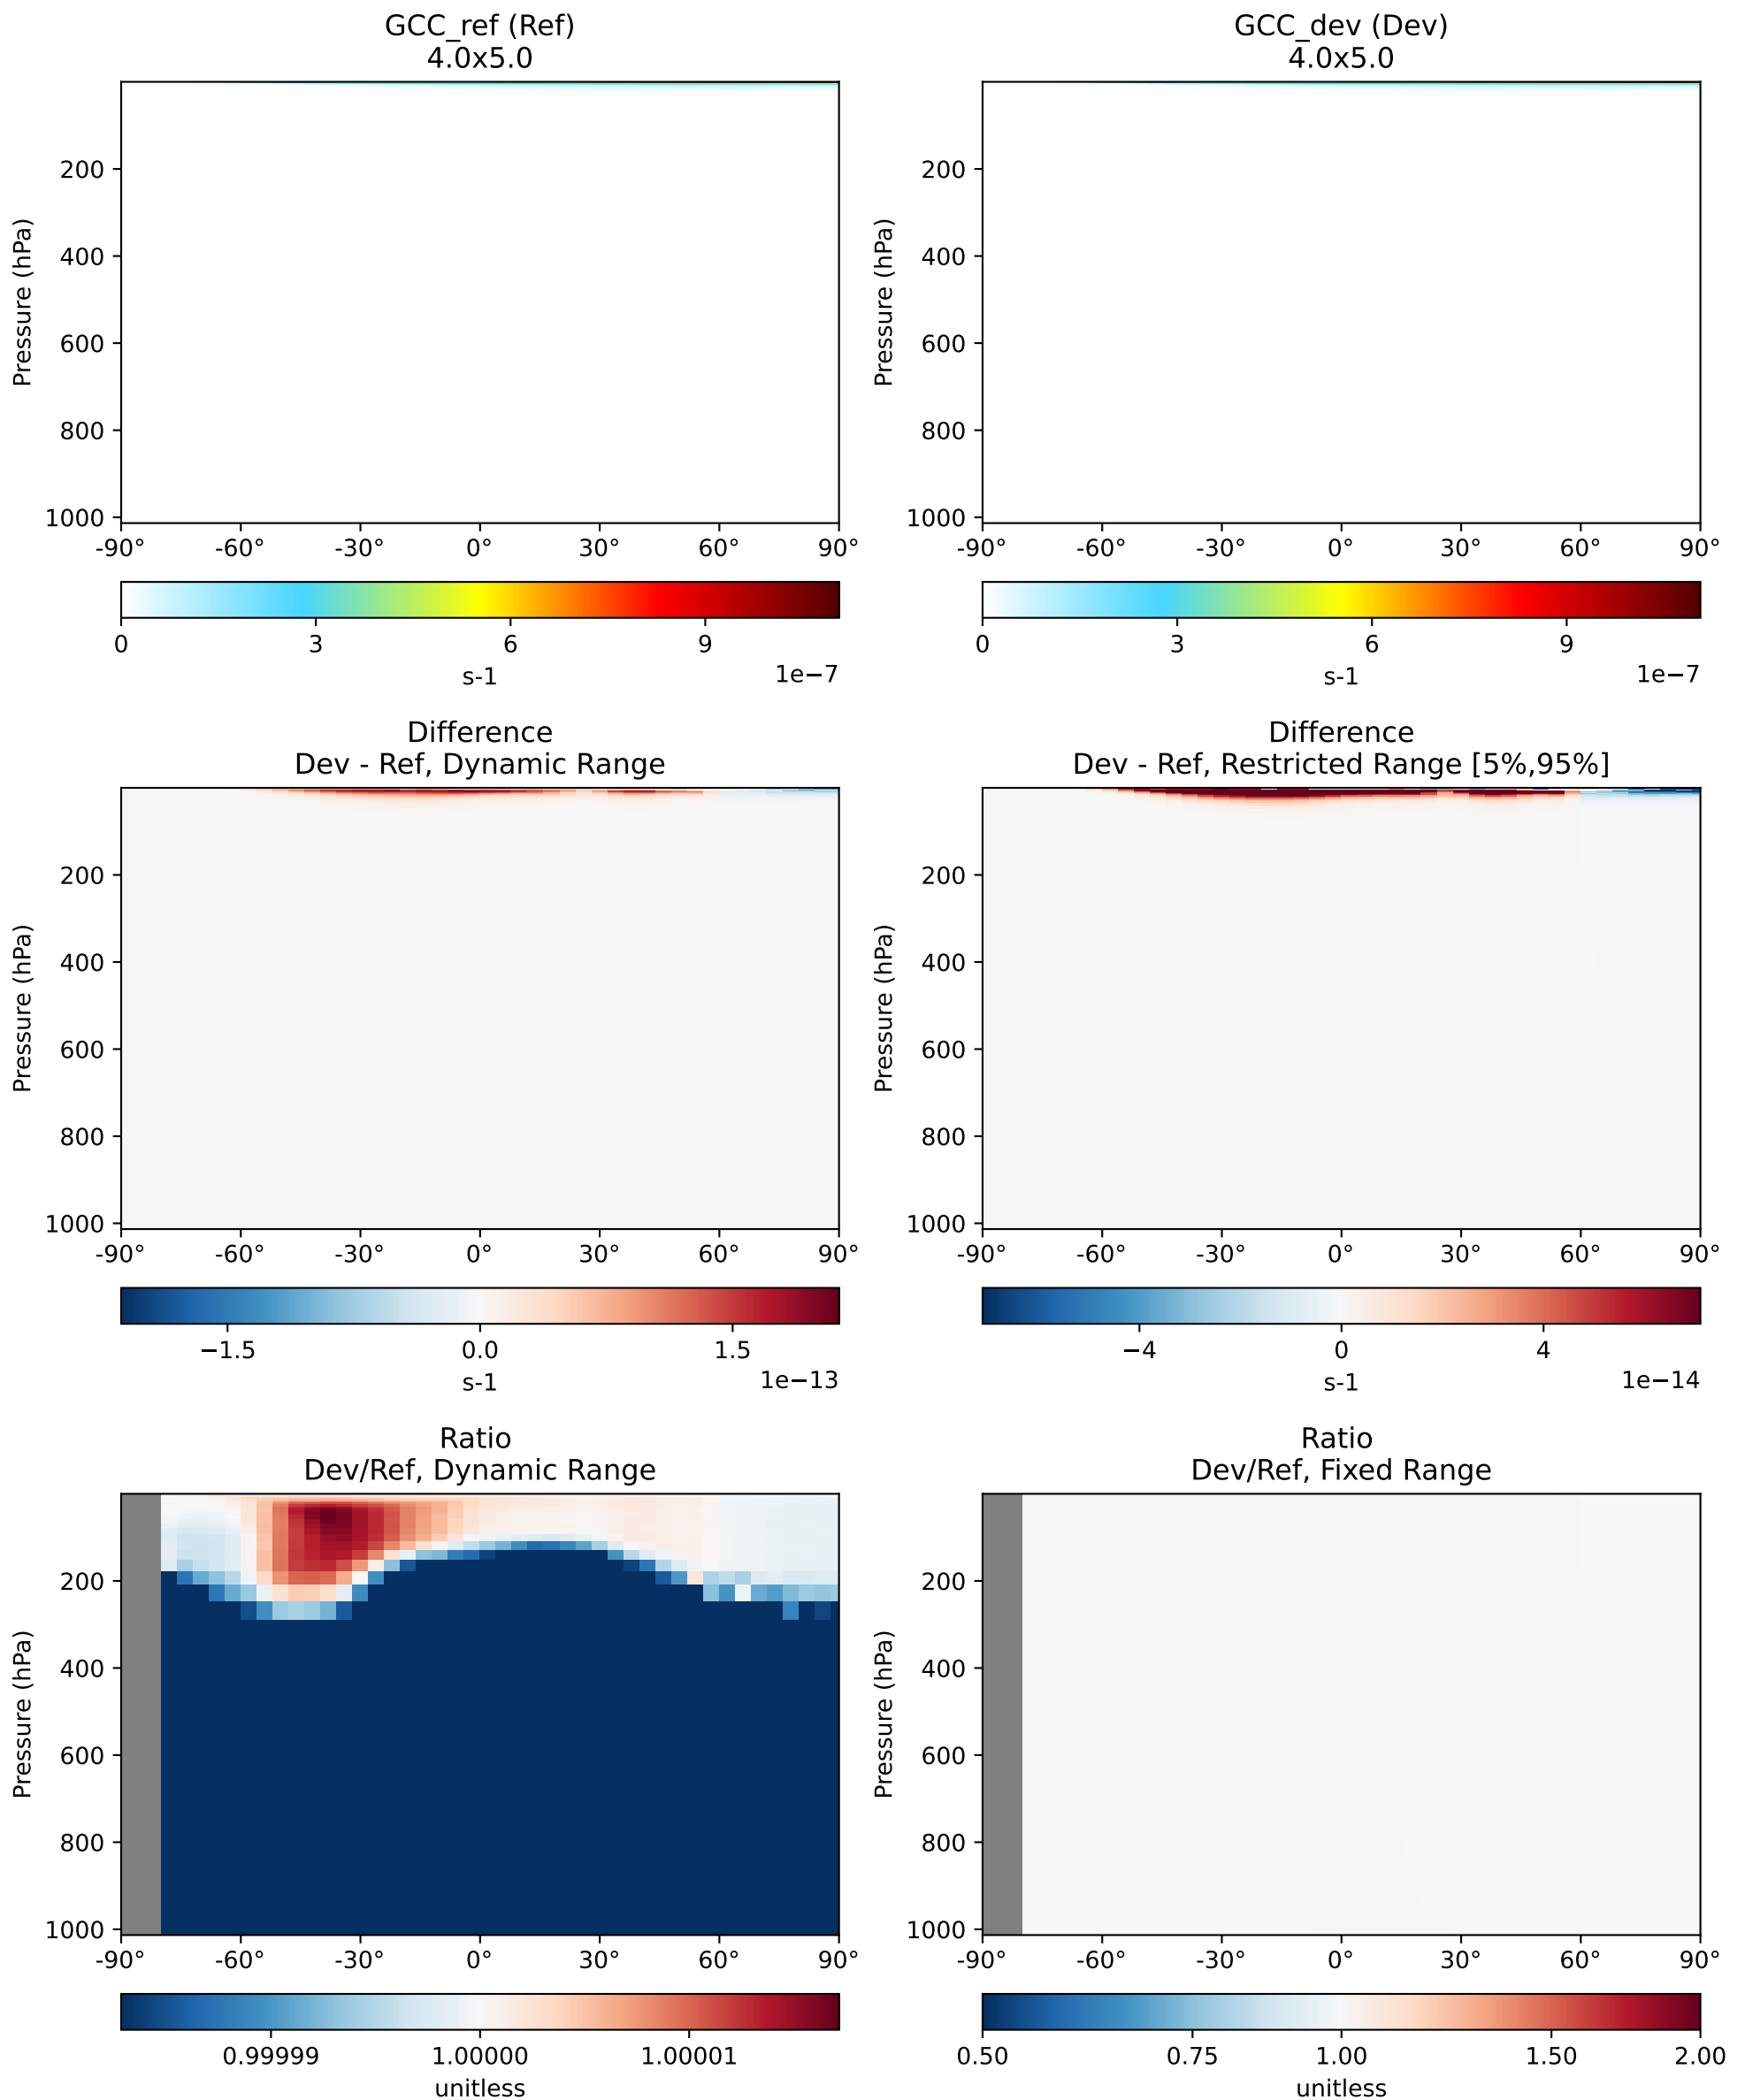 GCC_ref (Ref)
4.0x5.0
GCC_dev (Dev)
4.0x5.0
Pressure (hPa)
200
400
600
800
1000
-90° -60° -30° 0° 30° 60° 90°
0 3 6 9
s-1
1e−7
Pressure (hPa)
200
400
600
800
1000
-90° -60° -30° 0° 30° 60° 90°
0 3 6 9
s-1
1e−7
Difference
Dev - Ref, Dynamic Range
Pressure (hPa)
200
400
600
800
1000
-90° -60° -30° 0° 30° 60° 90°
−1.5 0.0 1.5
s-1
1e−13
Difference
Dev - Ref, Restricted Range [5%,95%]
Pressure (hPa)
200
400
600
800
1000
-90° -60° -30° 0° 30° 60° 90°
−4 0 4
s-1
1e−14
Ratio
Dev/Ref, Dynamic Range
Pressure (hPa)
200
400
600
800
1000
-90° -60° -30° 0° 30° 60° 90°
0.99999 1.00000 1.00001
unitless
Ratio
Dev/Ref, Fixed Range
Pressure (hPa)
200
400
600
800
1000
-90° -60° -30° 0° 30° 60° 90°
0.50 0.75 1.00 1.50 2.00
unitless